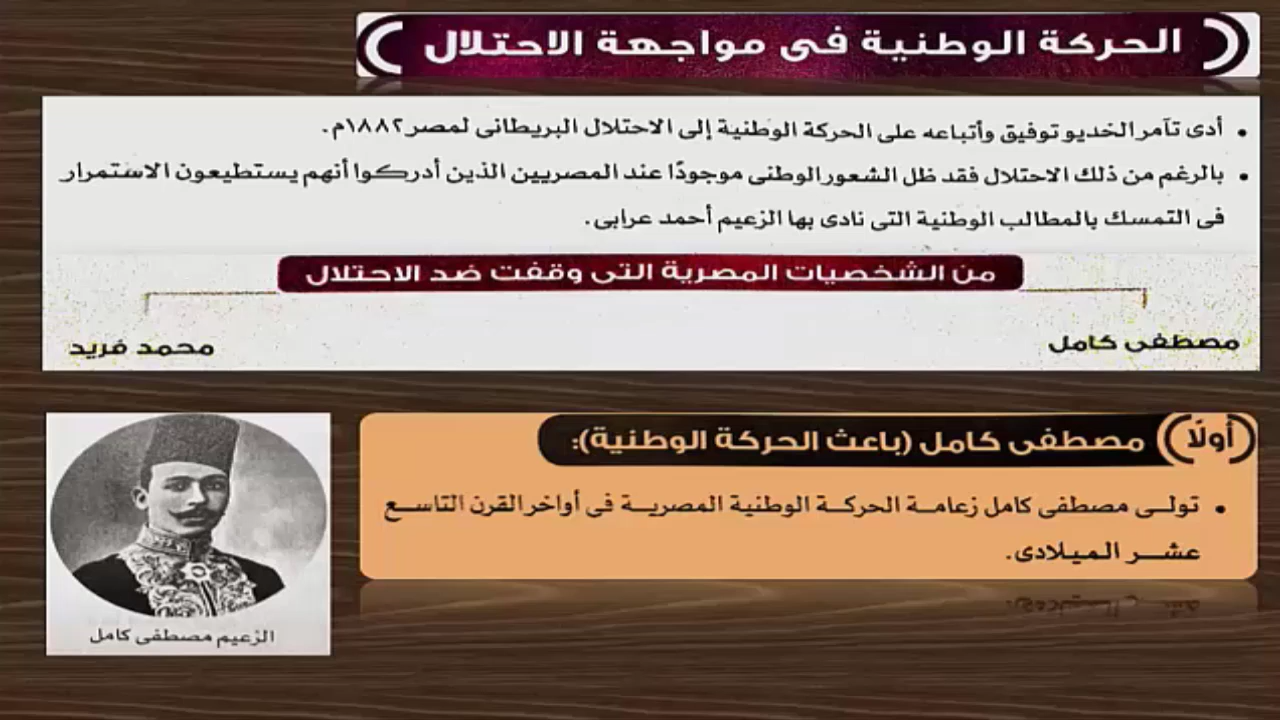 الحركة الوطنية فى مواجهة الاحتلال
• أدى تآمر الخديو توفيق وأتباعه على الحركة الوطنية إلى الاحتلال البريطانى لمصر ١٨٨٢م.
• بالرغم من ذلك الاحتلال فقد ظل الشعور الوطنى موجودًا عند المصريين الذين أدركوا أنهم يستطيعون الاستمرار
فى التمسك بالمطالب الوطنية التى نادى بها الزعيم أحمد عرابى.
من الشخصيات المصرية التى وقفت ضد الاحتلال
مصطفى كامل
محمد فريد
أولًا مصطفى كامل (باعث الحركة الوطنية):
• تولى مصطفى كامل زعامة الحركة الوطنية المصرية فى أواخر القرن التاسع
عشر الميلادى.
الزعيم مصطفى كامل